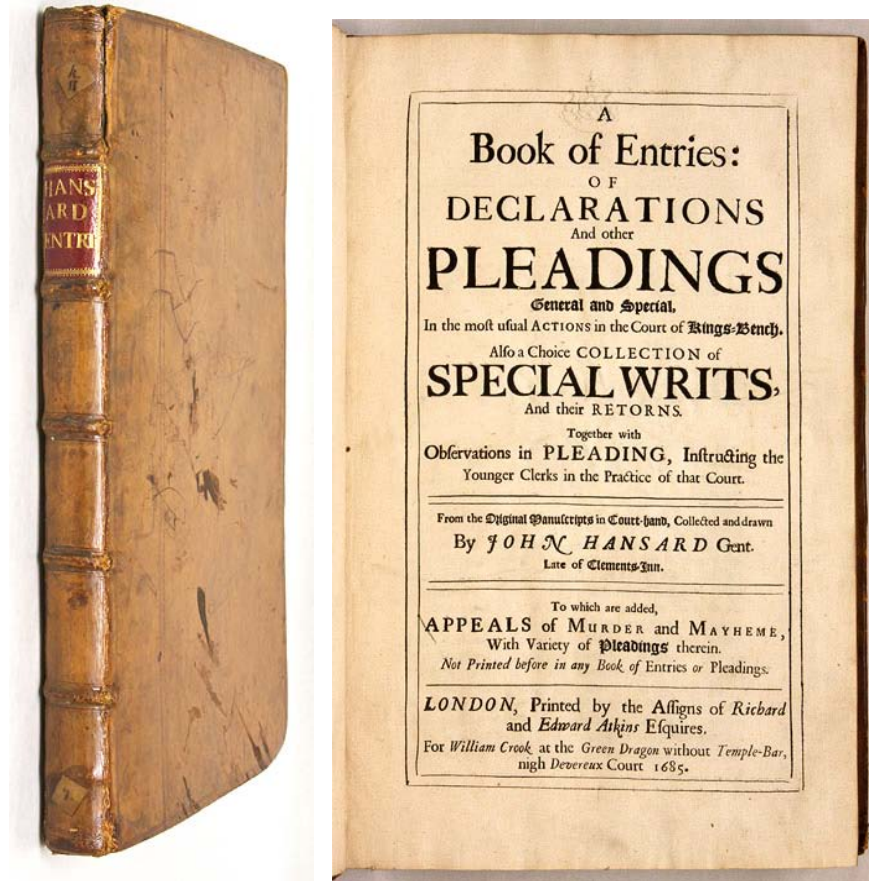 HANS
ARD
ENTRI
A
Book of Entries:
OF
DECLARATIONS
And other
PLEADINGS
General and Special,
In the moſt uſual ACTIONS in the Court of Kings-Bench.
Alſo a Choice COLLECTION of
SPECIAL WRITS,
And their RETORNS.
Together with
Obſervations in PLEADING, Inſtructing the
Younger Clerks in the Practice of that Court.
From the Original Manuſcripts in Court-hand, Collected and drawn
By JOHN HANSARD Gent.
Late of Clements-Inn.
To which are added,
APPEALS of MURDER and MAYHEME,
With Variety of Pleadings therein.
Not Printed before in any Book of Entries or Pleadings.
LONDON, Printed by the Aſſigns of Richard
and Edward Atkins Eſquires.
For William Crook at the Green Dragon without Temple-Bar,
nigh Devereux Court 1685.